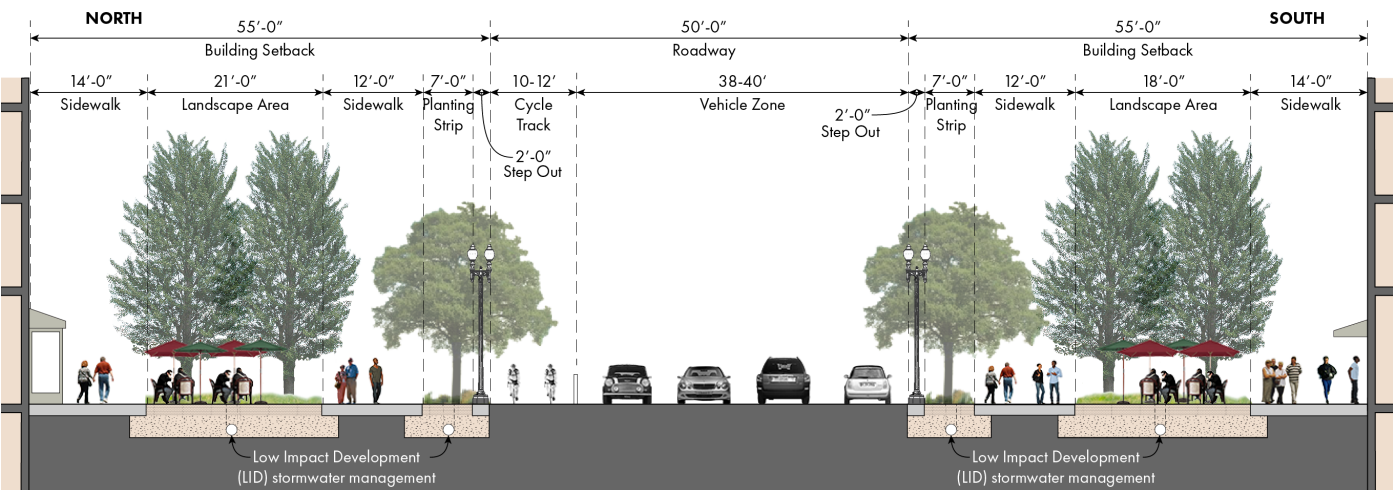 NORTH
SOUTH
55’-0”
50’-0”
55’-0”
Building Setback
Roadway
Building Setback
14’-0”
21’-0”
12’-0”
7’-0”
10-12’
38-40‘
7’-0”
12’-0”
18’-0”
14’-0”
Sidewalk
Landscape Area
Sidewalk
Planting
Strip
Cycle
Track
Vehicle Zone
2’-0”
Step Out
Planting
Strip
Sidewalk
Landscape Area
Sidewalk
2’-0”
Step Out
Low Impact Development
(LID) stormwater management
Low Impact Development
(LID) stormwater management